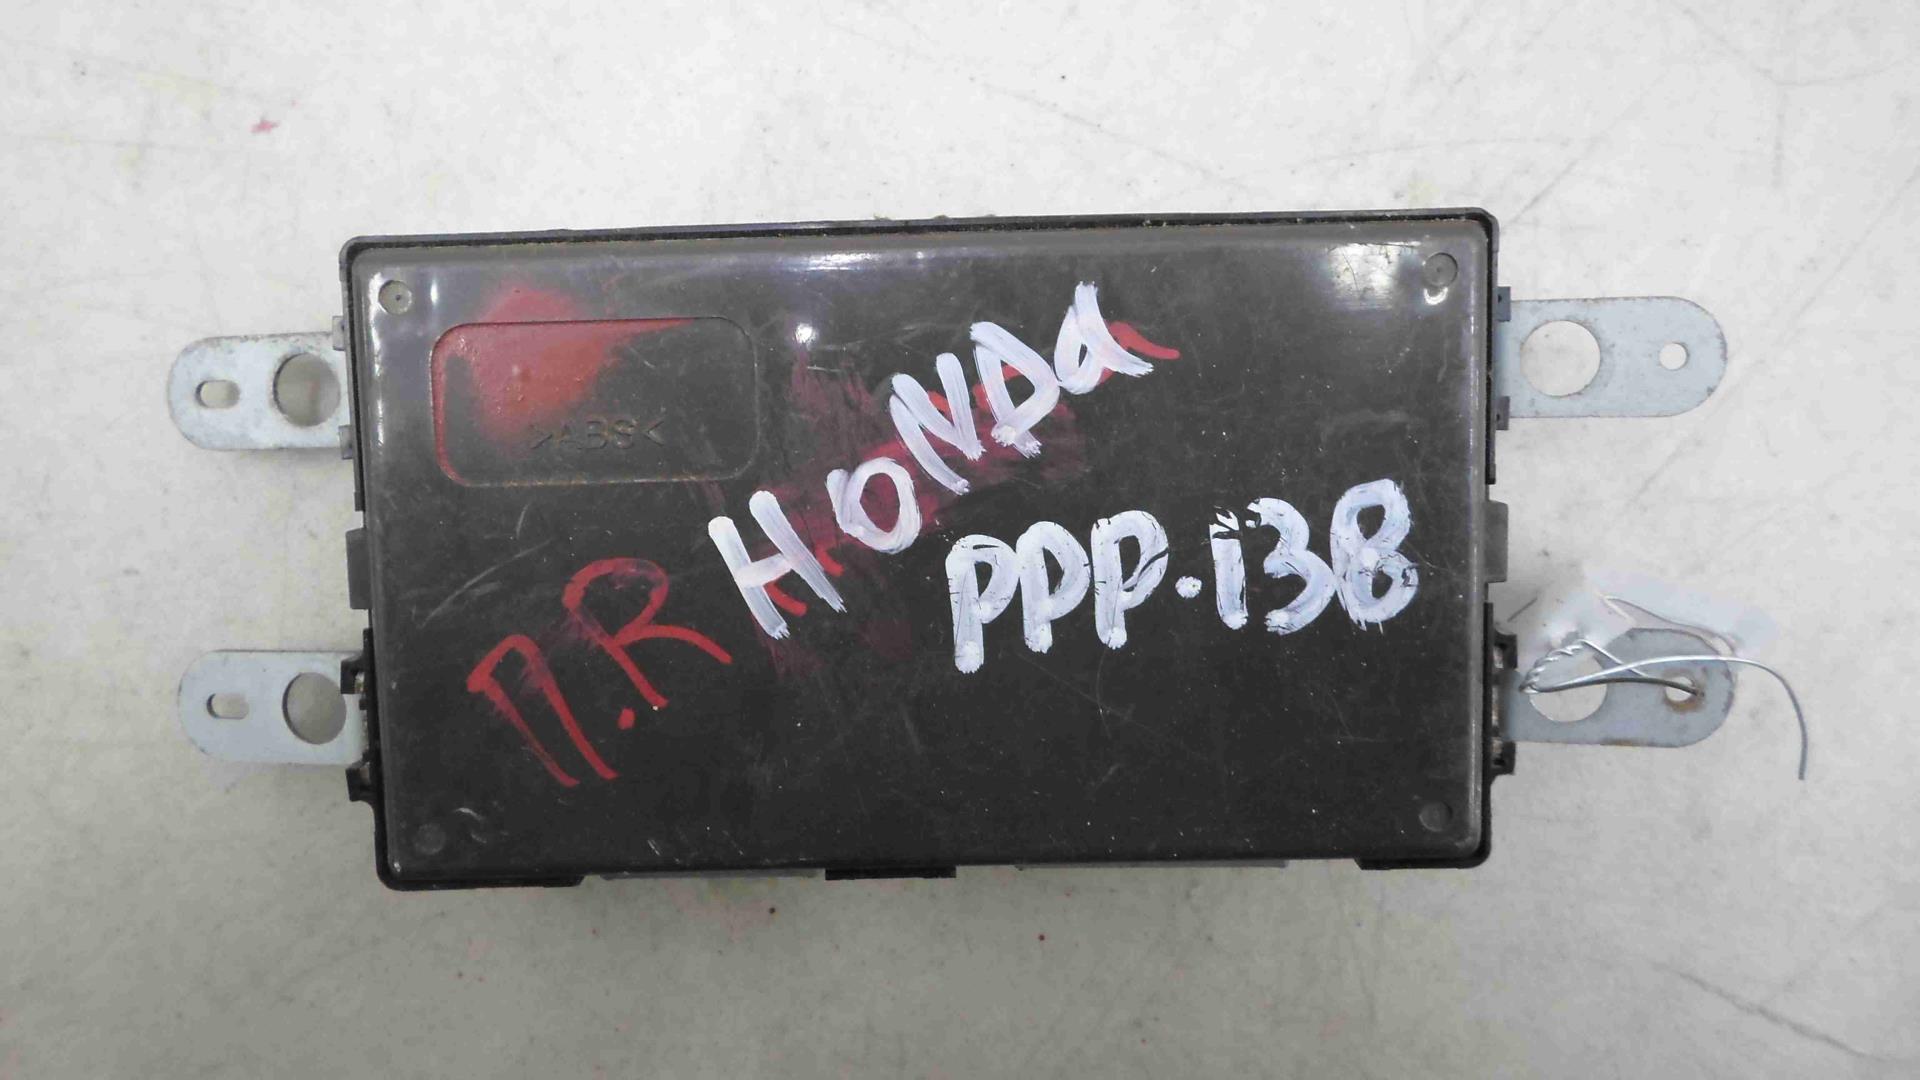 >ABS<
HONDA
PPP.138
П.R